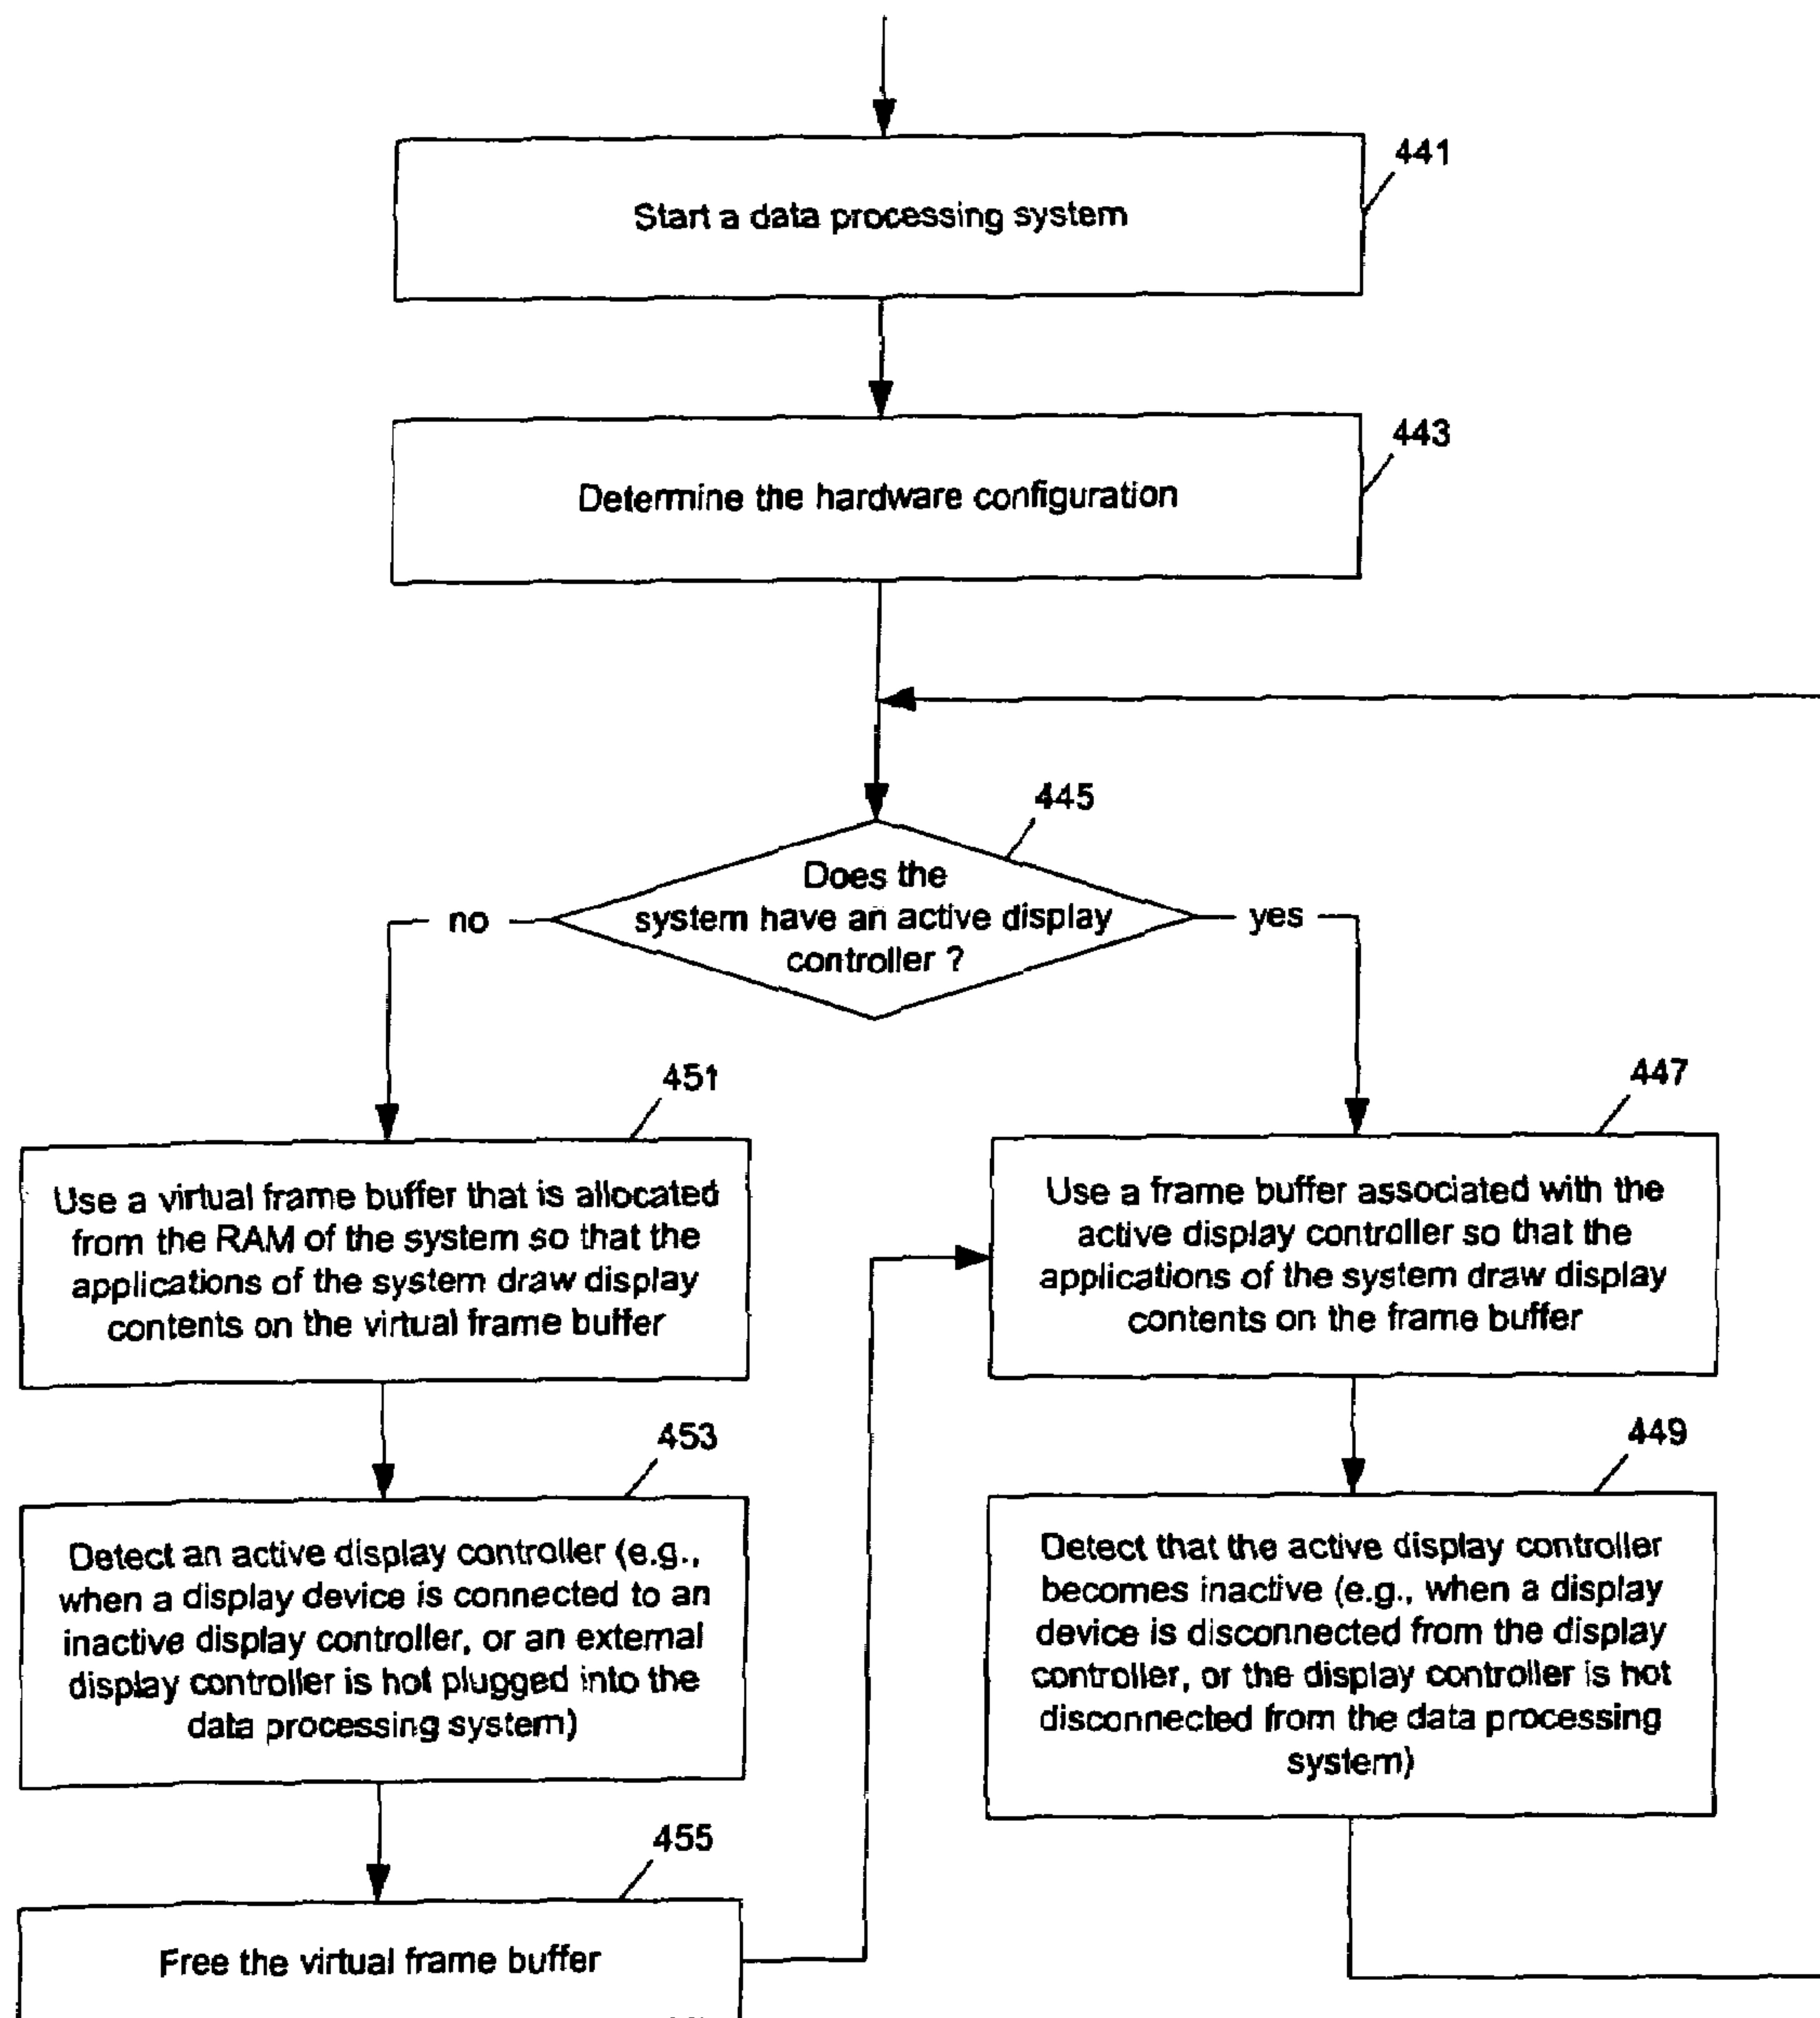 441
Start a data processing system
443
Determine the hardware configuration
445
Does the
system have an active display
controller ?
no
yes
451
Use a virtual frame buffer that is allocated
from the RAM of the system so that the
applications of the system draw display
contents on the virtual frame buffer
447
Use a frame buffer associated with the
active display controller so that the
applications of the system draw display
contents on the frame buffer
453
Detect an active display controller (e.g.,
when a display device is connected to an
inactive display controller, or an external
display controller is hot plugged into the
data processing system)
449
Detect that the active display controller
becomes inactive (e.g., when a display
device is disconnected from the display
controller, or the display controller is hot
disconnected from the data processing
system)
455
Free the virtual frame buffer